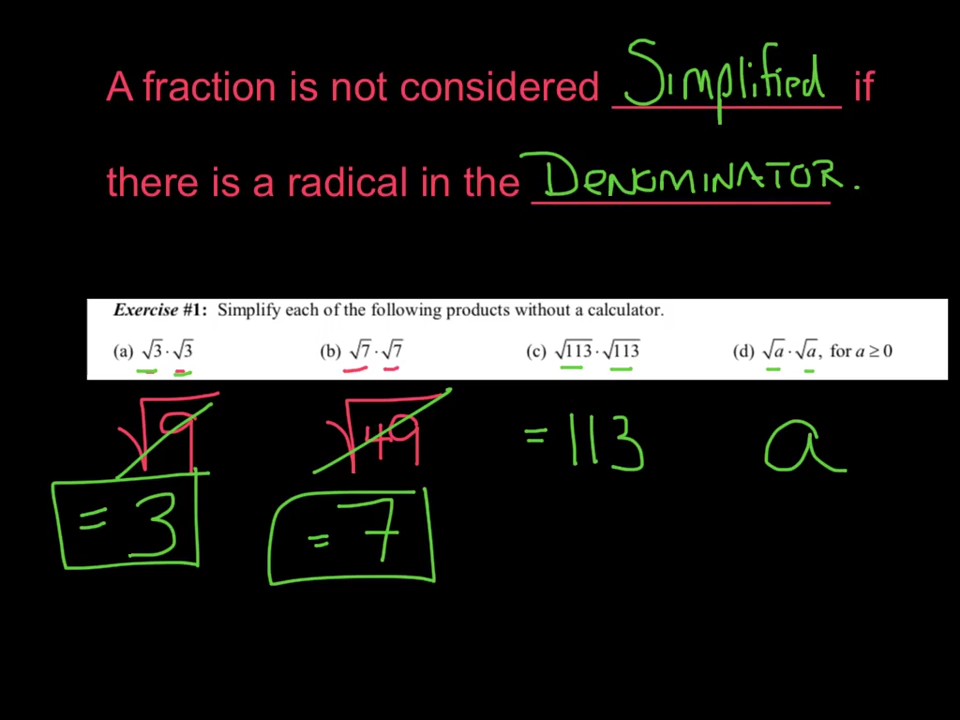 A fraction is not considered Simplified if
there is a radical in the DENOMINATOR.
Exercise #1: Simplify each of the following products without a calculator.
(a) √3 · √3 (b) √7 · √7 (c) √113 · √113 (d) √a · √a, for a ≥ 0
√9 √49 = 113 a
= 3 = 7